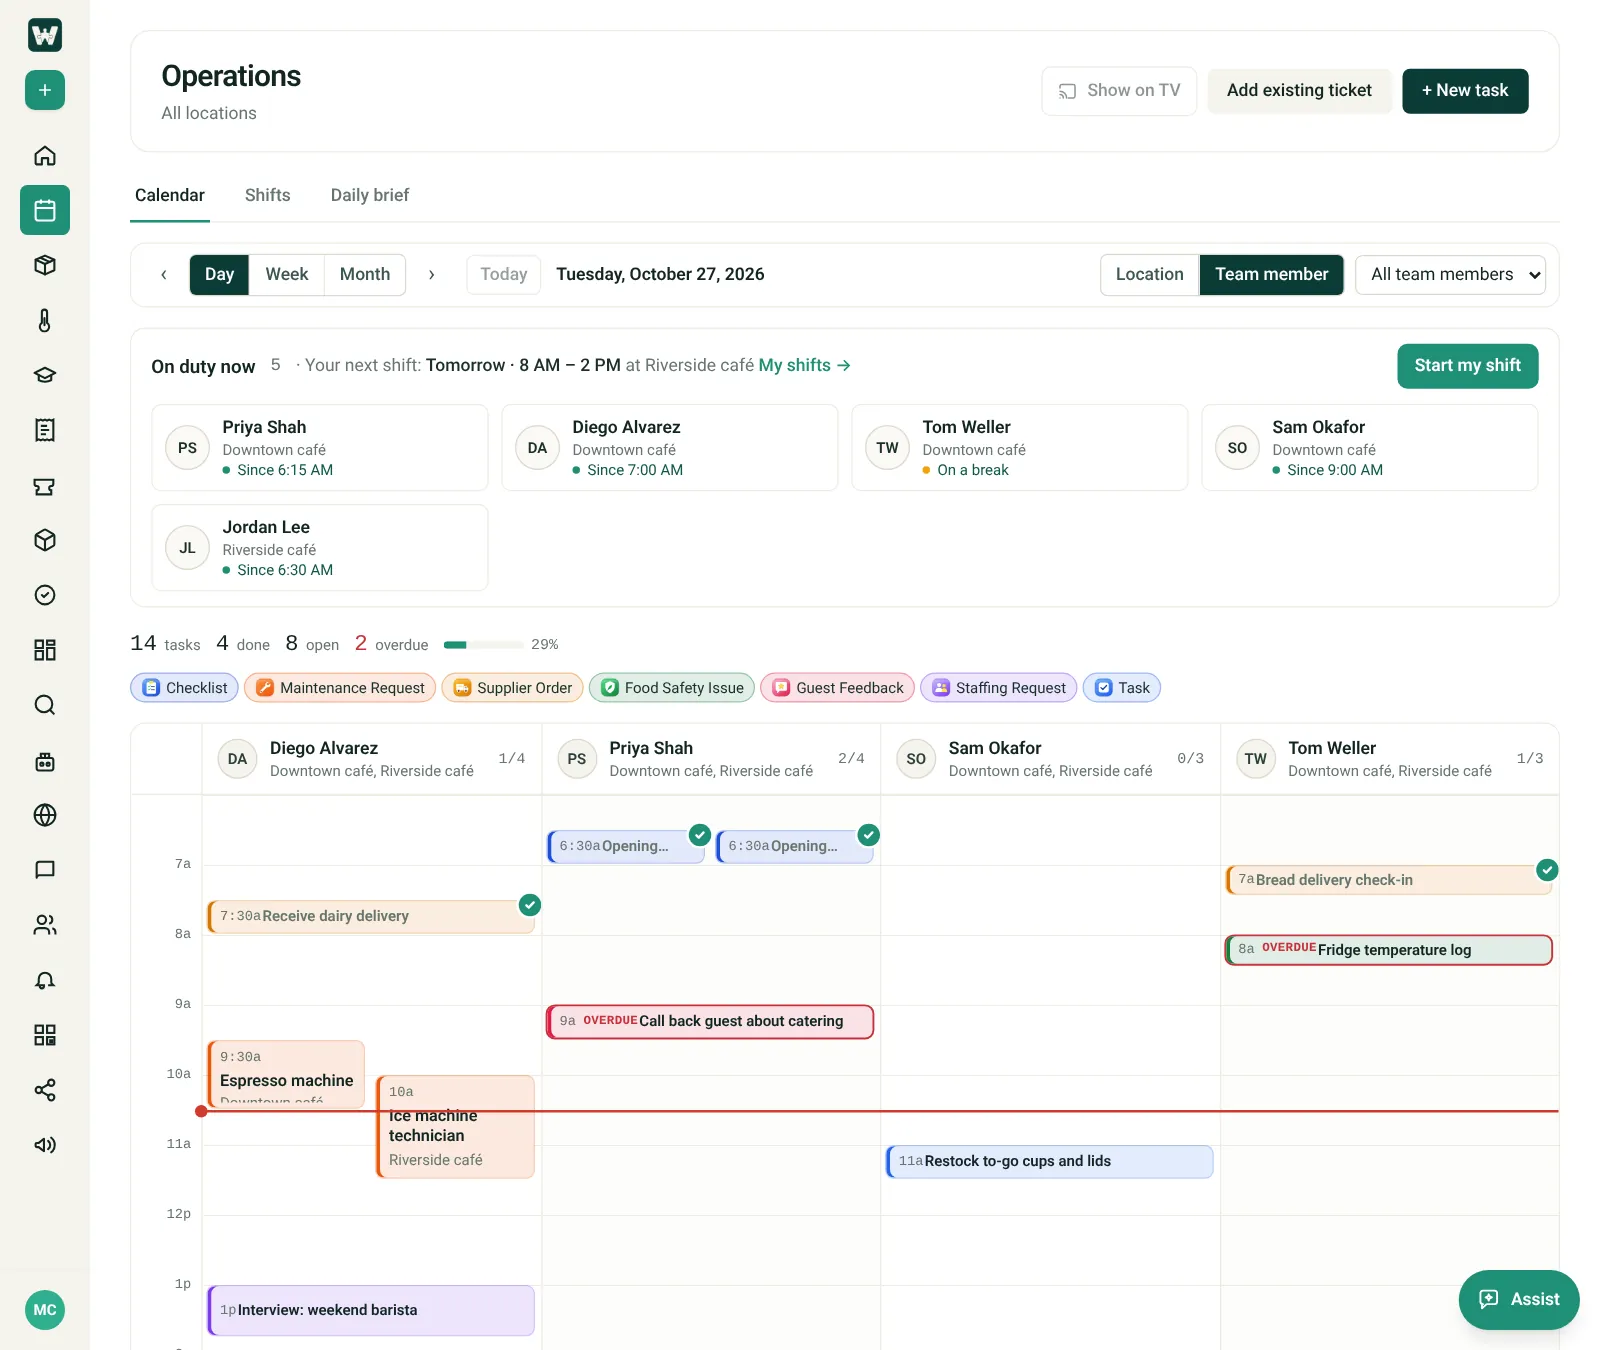 W
+
Operations
All locations
Show on TV
Add existing ticket
+ New task
Calendar
Shifts
Daily brief
‹
Day
Week
Month
›
Today
Tuesday, October 27, 2026
Location
Team member
All team members
On duty now 5 · Your next shift: Tomorrow · 8 AM – 2 PM at Riverside café My shifts →
Start my shift
PS
Priya Shah
Downtown café
Since 6:15 AM
DA
Diego Alvarez
Downtown café
Since 7:00 AM
TW
Tom Weller
Downtown café
On a break
SO
Sam Okafor
Downtown café
Since 9:00 AM
JL
Jordan Lee
Riverside café
Since 6:30 AM
14 tasks 4 done 8 open 2 overdue 29%
Checklist
Maintenance Request
Supplier Order
Food Safety Issue
Guest Feedback
Staffing Request
Task
DA
Diego Alvarez
Downtown café, Riverside café
1/4
PS
Priya Shah
Downtown café, Riverside café
2/4
SO
Sam Okafor
Downtown café, Riverside café
0/3
TW
Tom Weller
Downtown café, Riverside café
1/3
6:30a Opening...
6:30a Opening...
7a
7a Bread delivery check-in
7:30a Receive dairy delivery
8a
8a OVERDUE Fridge temperature log
9a
9a OVERDUE Call back guest about catering
9:30a
Espresso machine
Downtown café
10a
10a
Ice machine
technician
Riverside café
11a
11a Restock to-go cups and lids
12p
1p
1p Interview: weekend barista
Assist
MC